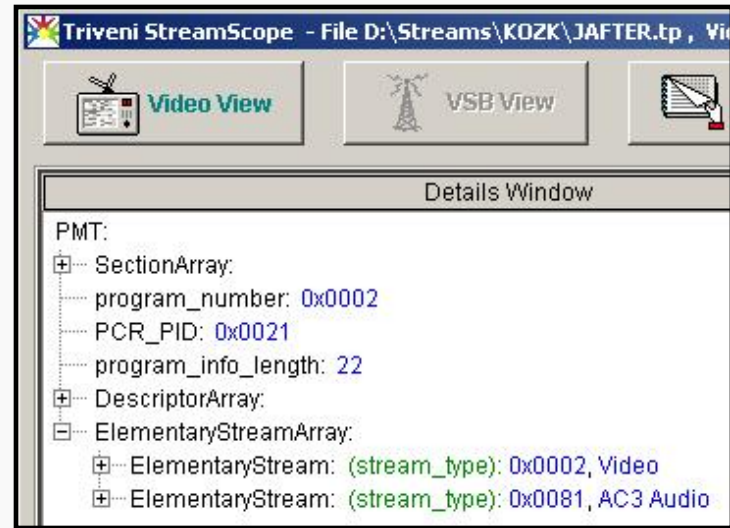 Triveni StreamScope - File D:\Streams\KOZK\JAFTER.tp ,
Video View
VSB View
Details Window
PMT:
SectionArray:
program_number: 0x0002
PCR_PID: 0x0021
program_info_length: 22
DescriptorArray:
ElementaryStreamArray:
ElementaryStream: (stream_type): 0x0002, Video
ElementaryStream: (stream_type): 0x0081, AC3 Audio